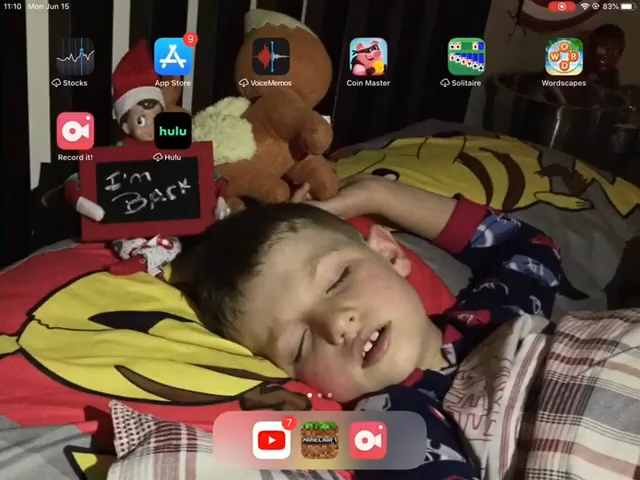 11:10 Mon Jun 15 83%
9
Stocks App Store VoiceMemos Coin Master Solitaire Wordscapes
WORD
hulu
Record it! Hulu
I'm
BACK
7
MINECRAFT